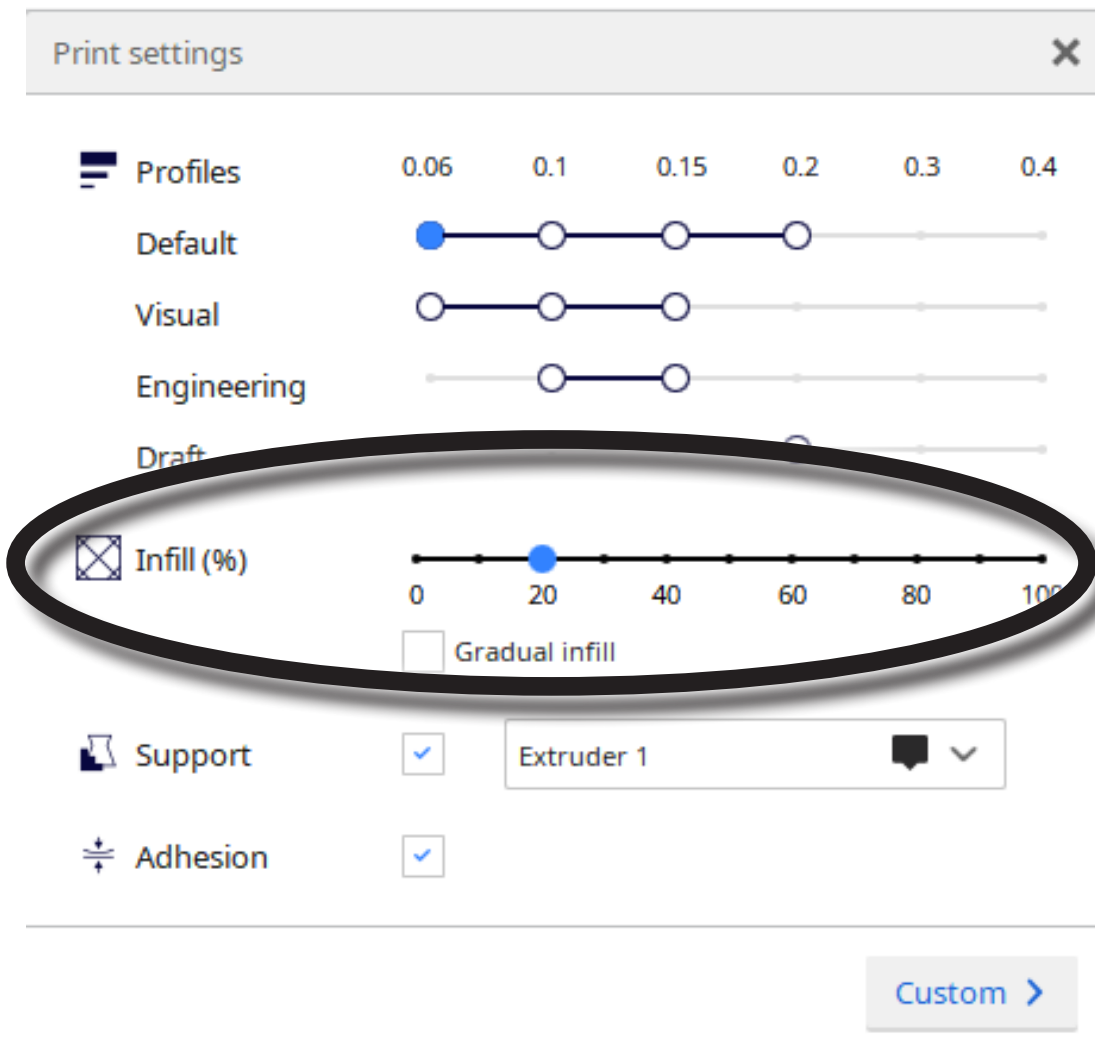 Print settings
Profiles 0.06 0.1 0.15 0.2 0.3 0.4
Default
Visual
Engineering
Draft
Infill (%)
0 20 40 60 80 100
Gradual infill
Support Extruder 1
Adhesion
Custom